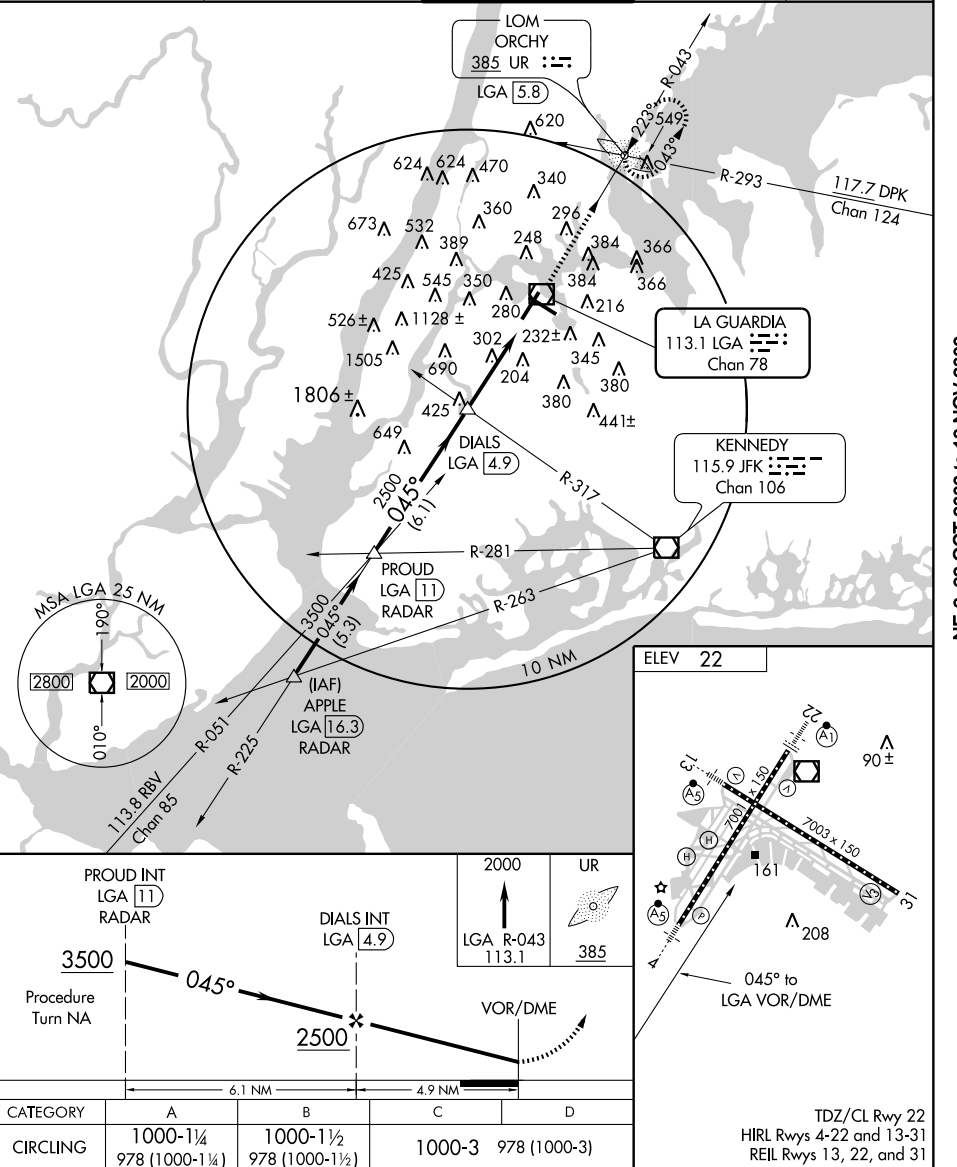 LOM
ORCHY
385 UR
LGA 5.8
R-043
223°
043°
549
620
R-293
117.7 DPK
Chan 124
624
624
470
340
673
532
360
296
389
248
384
366
425
545
350
384
366
280
216
526±
1128 ±
302
232±
345
1505
690
204
380
1806 ±
425
380
441±
649
LA GUARDIA
113.1 LGA
Chan 78
KENNEDY
115.9 JFK
Chan 106
DIALS
LGA 4.9
R-317
2500
045°
(6.1)
R-281
PROUD
LGA 11
RADAR
R-263
3500
045°
(5.3)
10 NM
(IAF)
APPLE
LGA 16.3
RADAR
R-051
R-225
113.8 RBV
Chan 85
MSA LGA 25 NM
190°
2800
2000
010°
ELEV 22
22
A1
90 ±
13
A5
V
V
7001 x 150
7003 x 150
H
H
161
A5
P
V3
31
4
208
045° to
LGA VOR/DME
TDZ/CL Rwy 22
HIRL Rwys 4-22 and 13-31
REIL Rwys 13, 22, and 31
PROUD INT
LGA 11
RADAR
DIALS INT
LGA 4.9
2000
LGA R-043
113.1
UR
385
3500
045°
Procedure
Turn NA
2500
VOR/DME
6.1 NM
4.9 NM
CATEGORY A B C D
CIRCLING 1000-1¼ 1000-1½ 1000-3 978 (1000-3)
978 (1000-1¼) 978 (1000-1½)